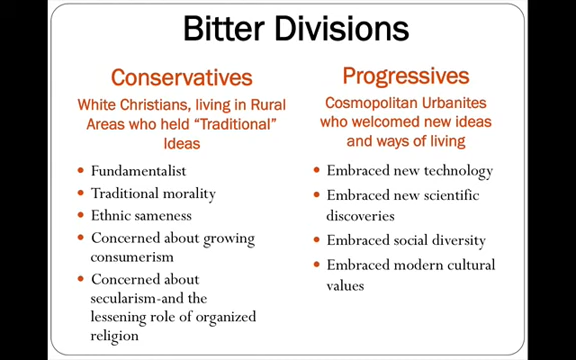 Bitter Divisions
Conservatives
White Christians, living in Rural
Areas who held “Traditional”
Ideas
• Fundamentalist
• Traditional morality
• Ethnic sameness
• Concerned about growing
consumerism
• Concerned about
secularism-and the
lessening role of organized
religion
Progressives
Cosmopolitan Urbanites
who welcomed new ideas
and ways of living
• Embraced new technology
• Embraced new scientific
discoveries
• Embraced social diversity
• Embraced modern cultural
values